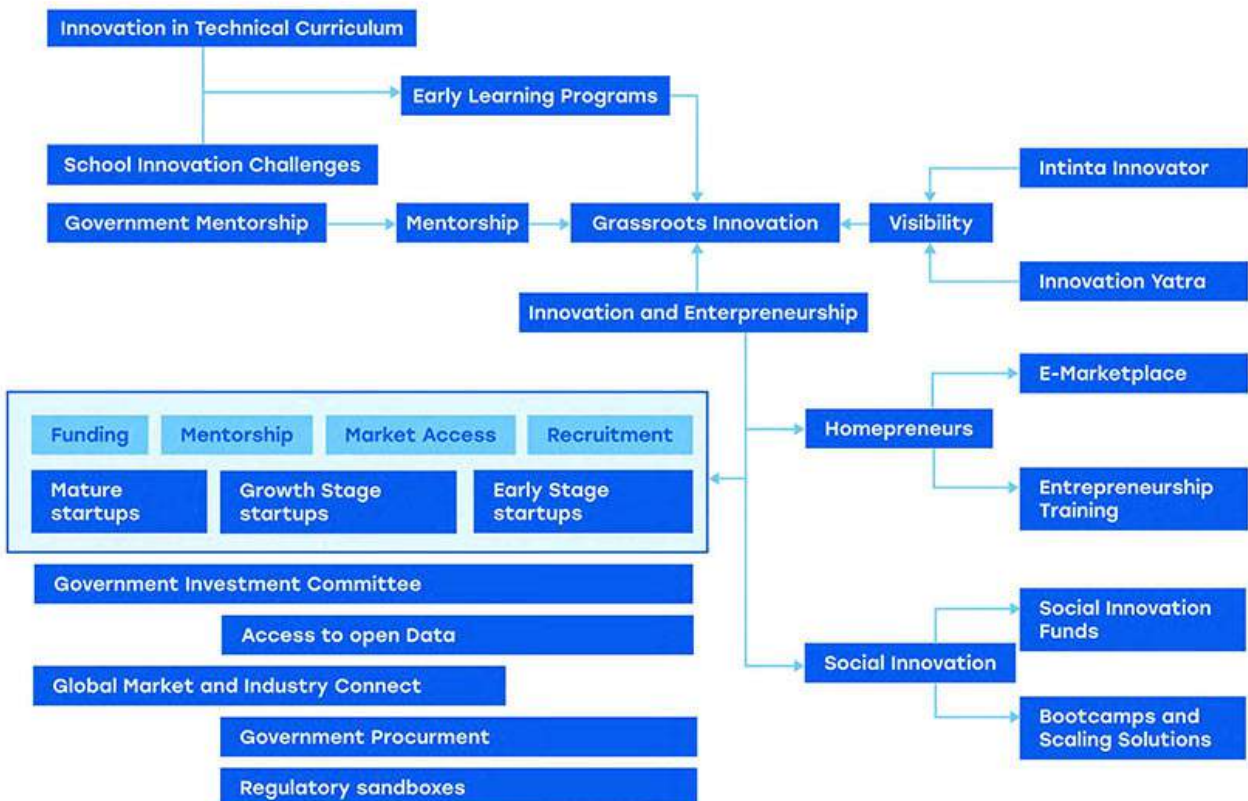 Innovation in Technical Curriculum
Early Learning Programs
School Innovation Challenges
Intinta Innovator
Government Mentorship
Mentorship
Grassroots Innovation
Visibility
Innovation Yatra
Innovation and Enterpreneurship
E-Marketplace
Funding
Mentorship
Market Access
Recruitment
Homepreneurs
Mature
startups
Growth Stage
startups
Early Stage
startups
Entrepreneurship
Training
Government Investment Committee
Access to open Data
Global Market and Industry Connect
Government Procurment
Regulatory sandboxes
Social Innovation
Funds
Social Innovation
Bootcamps and
Scaling Solutions